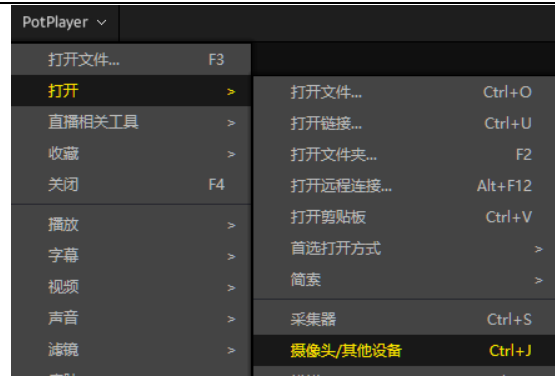 PotPlayer
打开文件... F3
打开 >
直播相关工具 >
收藏 >
关闭 F4
播放 >
字幕 >
视频 >
声音 >
滤镜 >
打开文件... Ctrl+O
打开链接... Ctrl+U
打开文件夹... F2
打开远程连接... Alt+F12
打开剪贴板 Ctrl+V
首选打开方式 >
简索 >
采集器 Ctrl+S
摄像头/其他设备 Ctrl+J